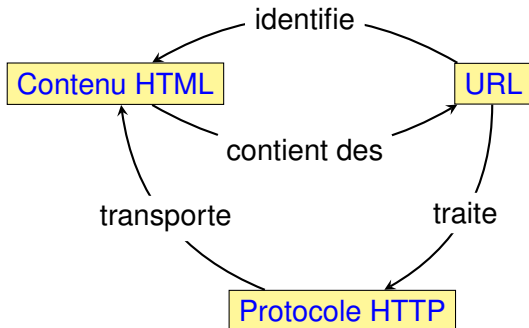 identifie
Contenu HTML
URL
contient des
transporte
traite
Protocole HTTP